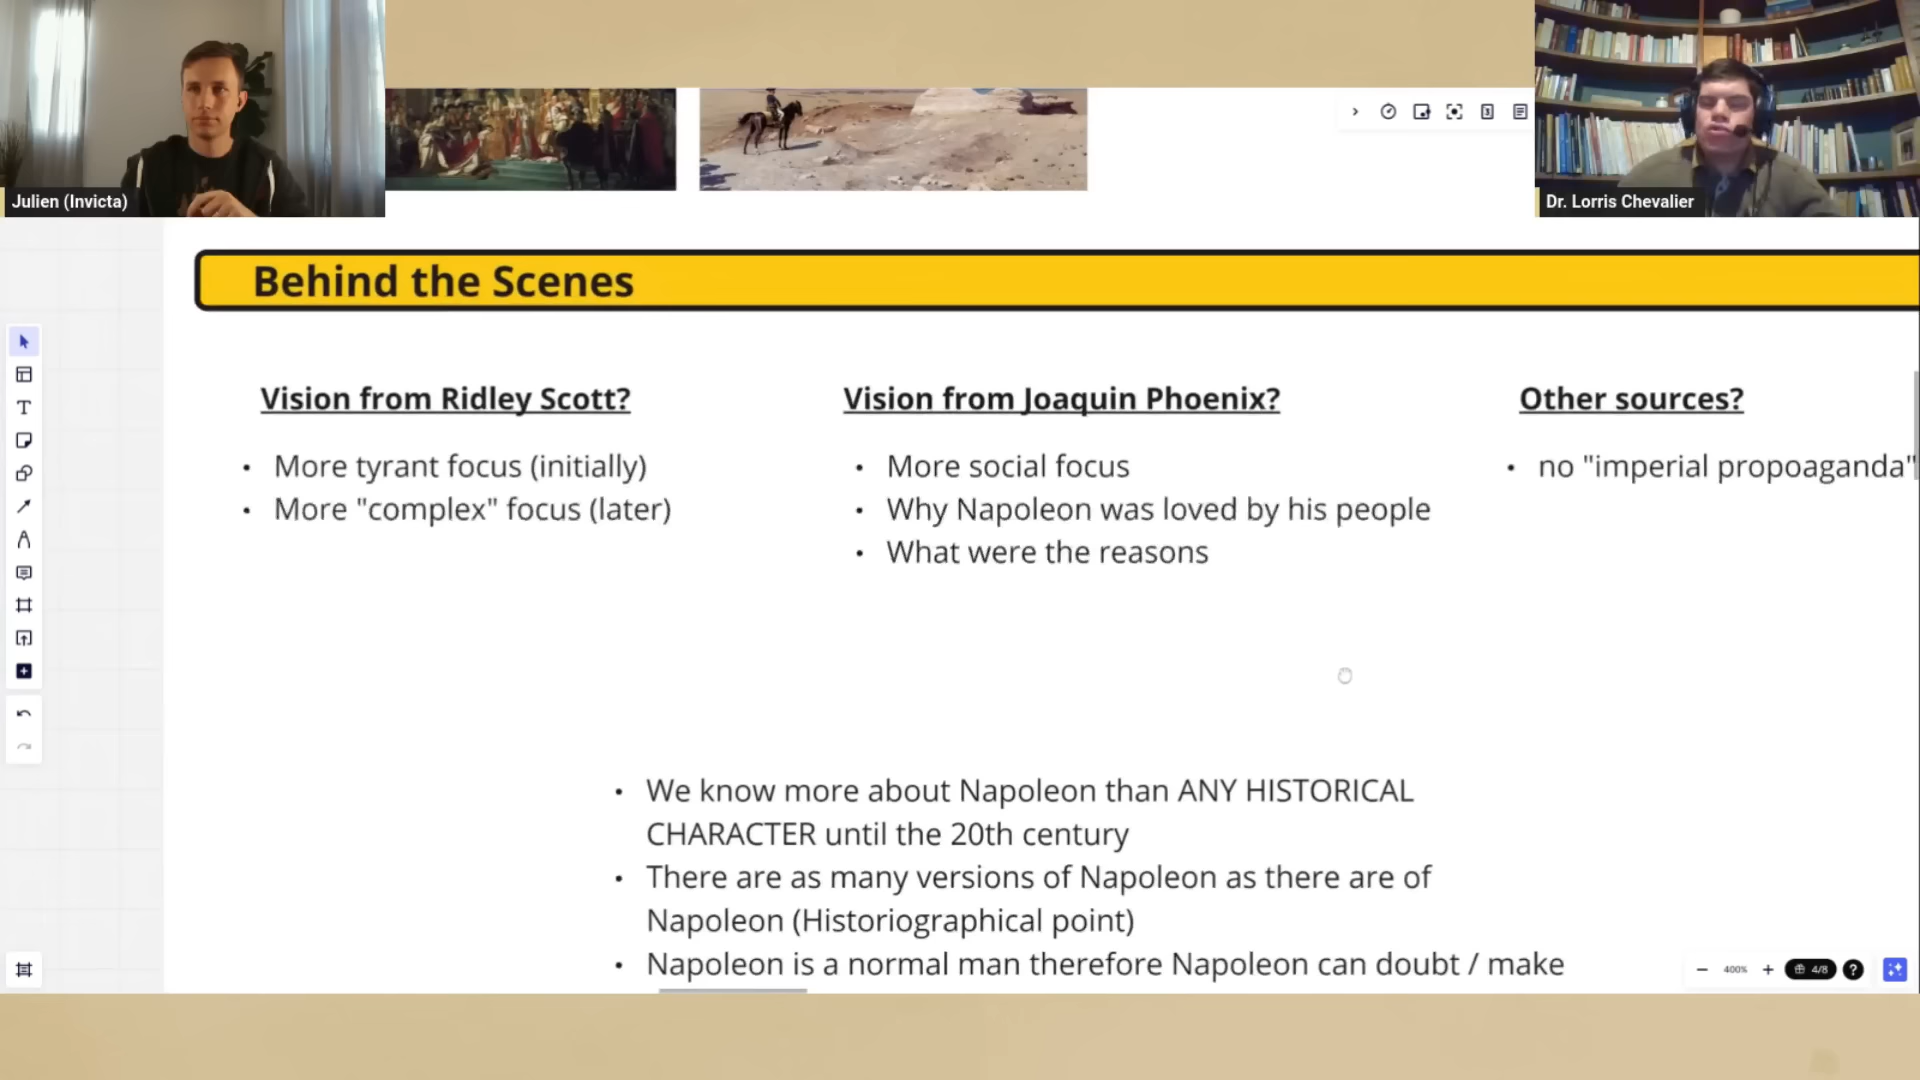 Julien (Invicta)
Dr. Lorris Chevalier
Behind the Scenes
Vision from Ridley Scott?
• More tyrant focus (initially)
• More "complex" focus (later)
Vision from Joaquin Phoenix?
• More social focus
• Why Napoleon was loved by his people
• What were the reasons
Other sources?
• no "imperial propoaganda"
• We know more about Napoleon than ANY HISTORICAL
CHARACTER until the 20th century
• There are as many versions of Napoleon as there are of
Napoleon (Historiographical point)
• Napoleon is a normal man therefore Napoleon can doubt / make
400%
4/8